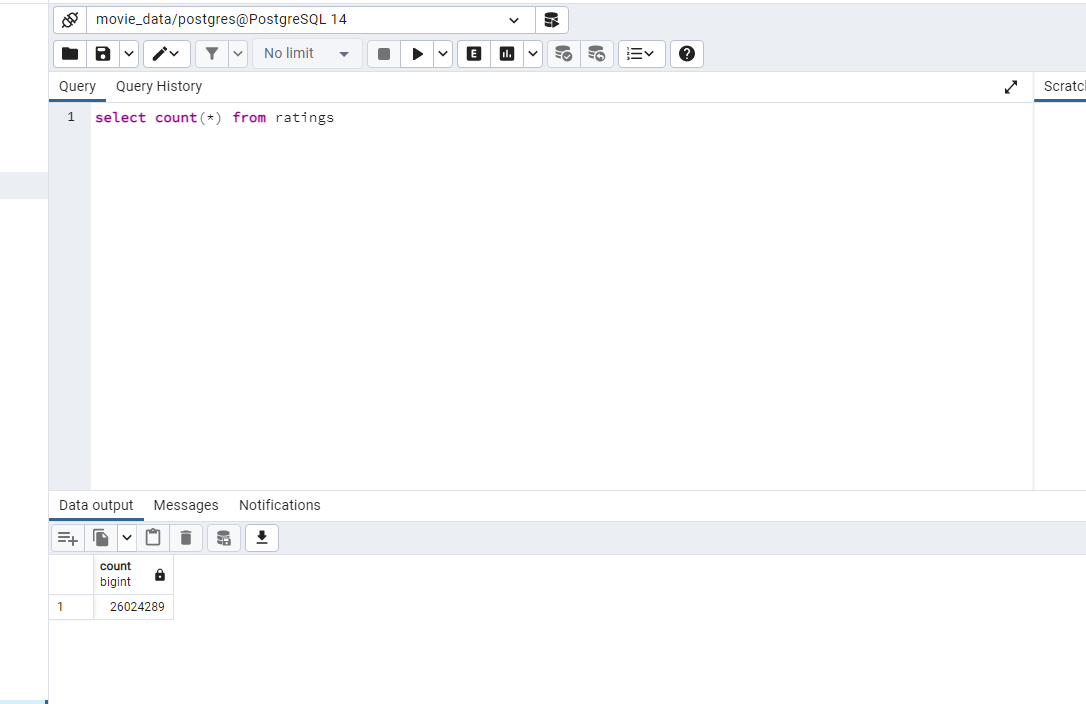 movie_data/postgres@PostgreSQL 14
No limit
E
Query Query History
Scratc
1 select count(*) from ratings
Data output Messages Notifications
count
bigint
1 26024289